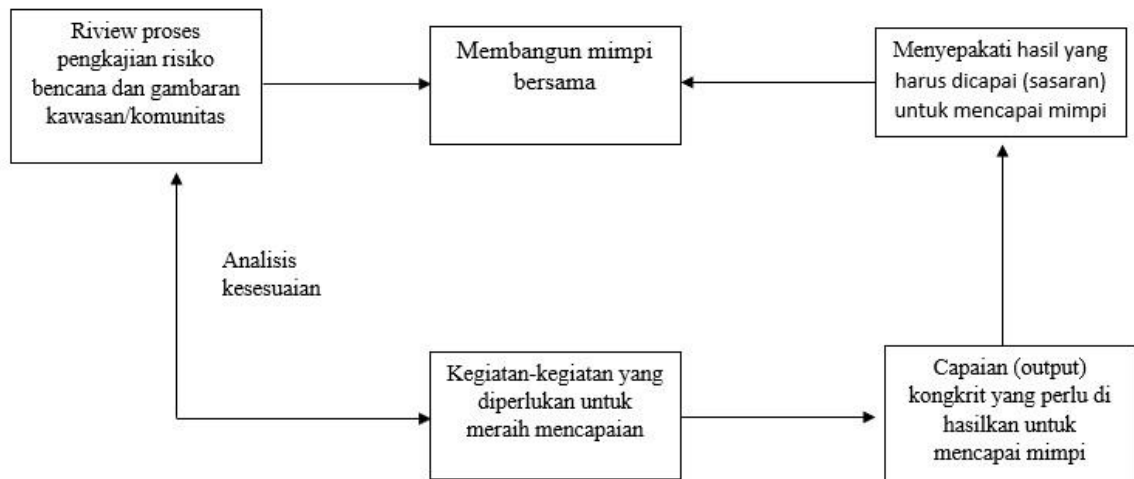 Riview proses
pengkajian risiko
bencana dan gambaran
kawasan/komunitas
Membangun mimpi
bersama
Menyepakati hasil yang
harus dicapai (sasaran)
untuk mencapai mimpi
Analisis
kesesuaian
Kegiatan-kegiatan yang
diperlukan untuk
meraih mencapaian
Capaian (output)
kongkrit yang perlu di
hasilkan untuk
mencapai mimpi